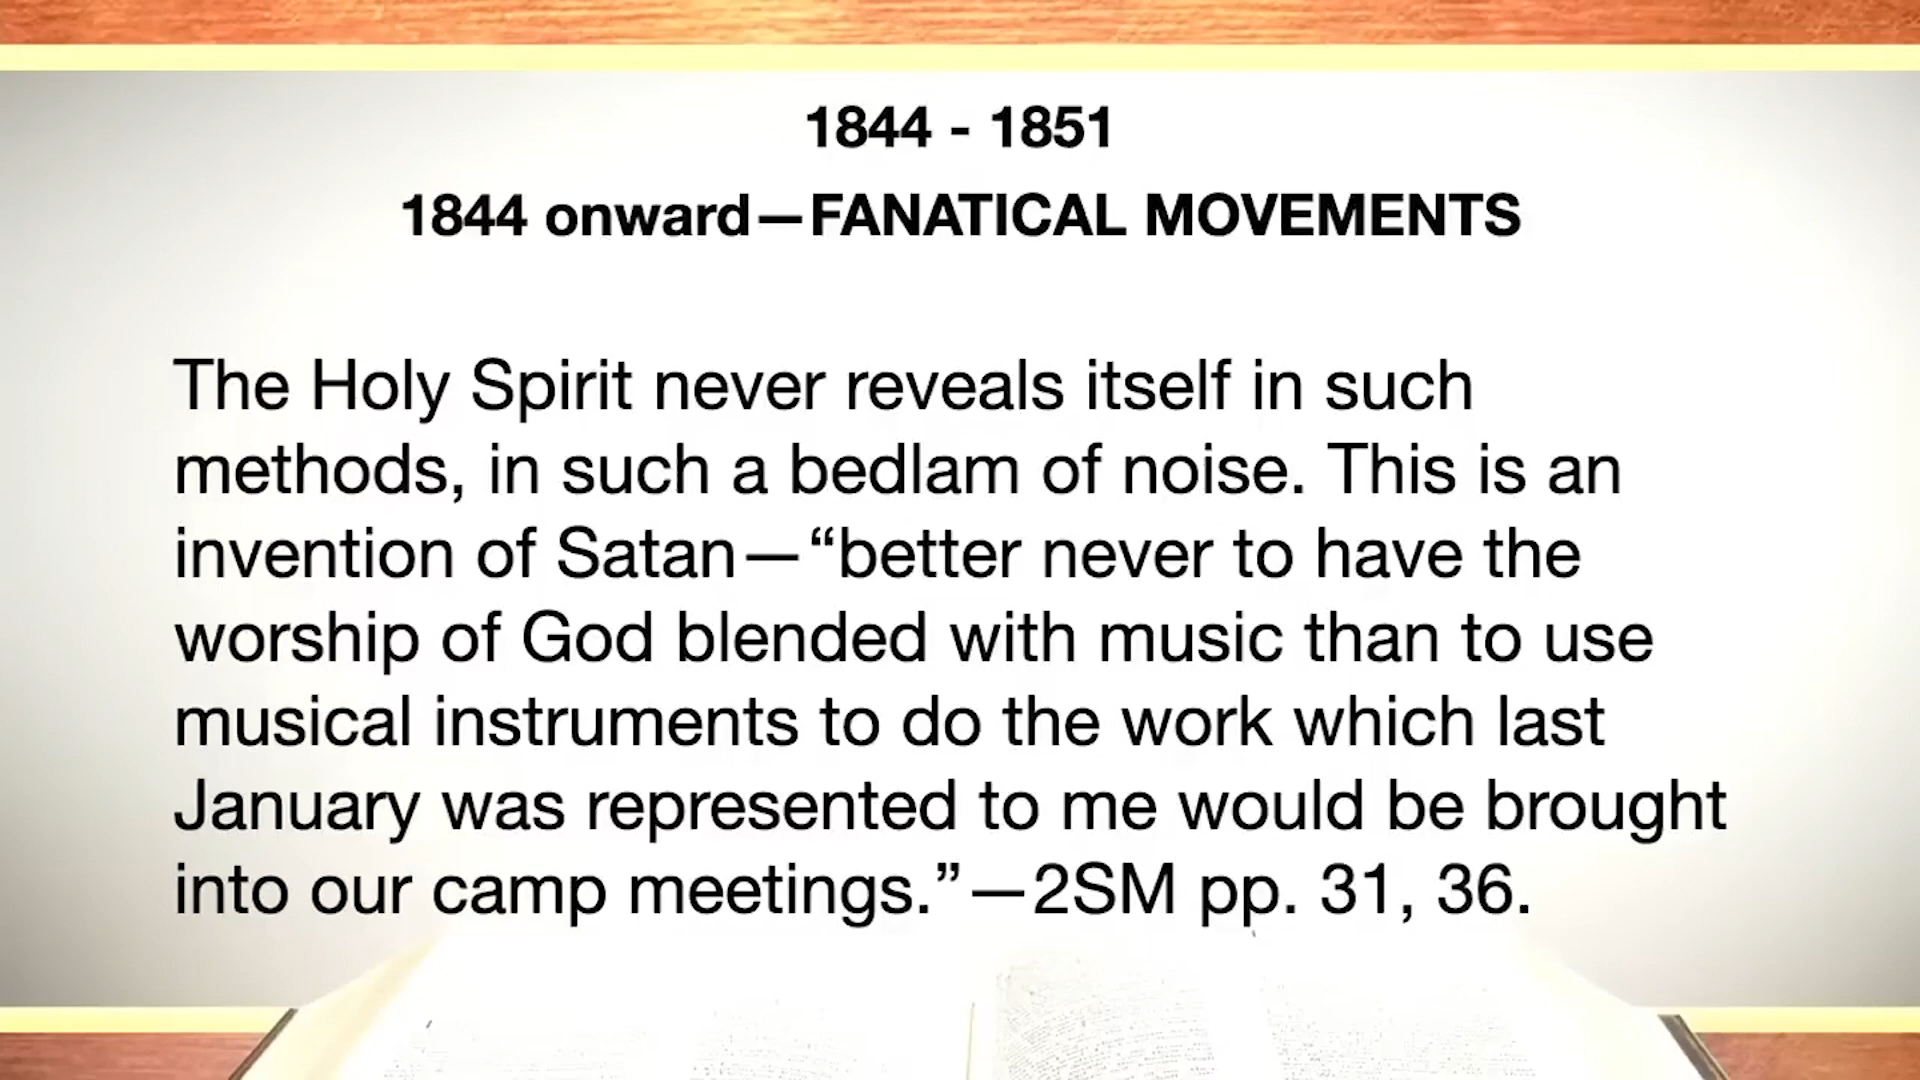 1844 - 1851
1844 onward—FANATICAL MOVEMENTS
The Holy Spirit never reveals itself in such
methods, in such a bedlam of noise. This is an
invention of Satan—“better never to have the
worship of God blended with music than to use
musical instruments to do the work which last
January was represented to me would be brought
into our camp meetings.”—2SM pp. 31, 36.